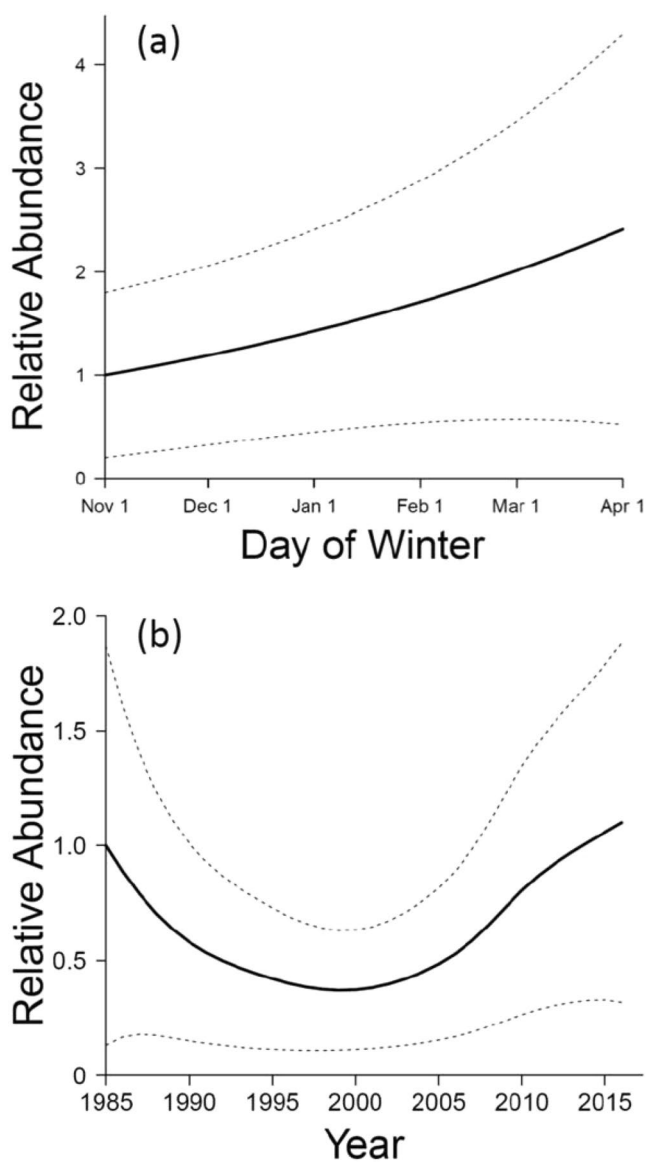 (a)
Relative Abundance
4
3
2
1
0
Nov 1 Dec 1 Jan 1 Feb 1 Mar 1 Apr 1
Day of Winter
(b)
Relative Abundance
2.0
1.5
1.0
0.5
0
1985 1990 1995 2000 2005 2010 2015
Year